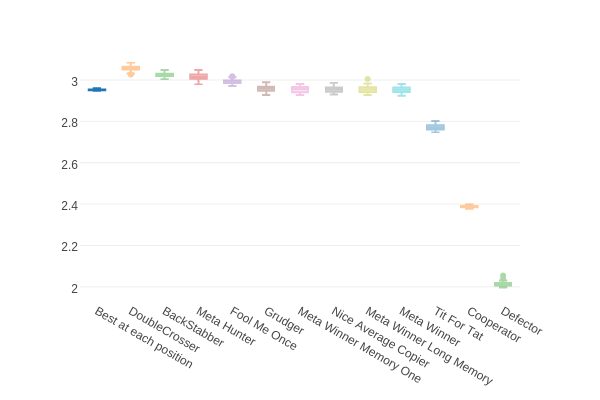 3
2.8
2.6
2.4
2.2
2
Best at each position
DoubleCrosser
BackStabber
Meta Hunter
Fool Me Once
Grudger
Meta Winner Memory One
Nice Average Copier
Meta Winner Long Memory
Meta Winner
Tit For Tat
Cooperator
Defector